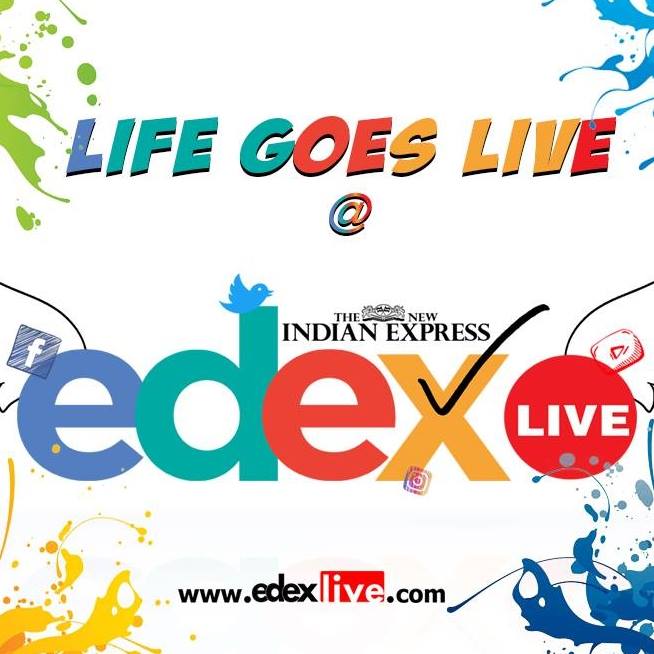 LIFE GOES LIVE
@
THE NEW
INDIAN EXPRESS
edex LIVE
www.edexlive.com